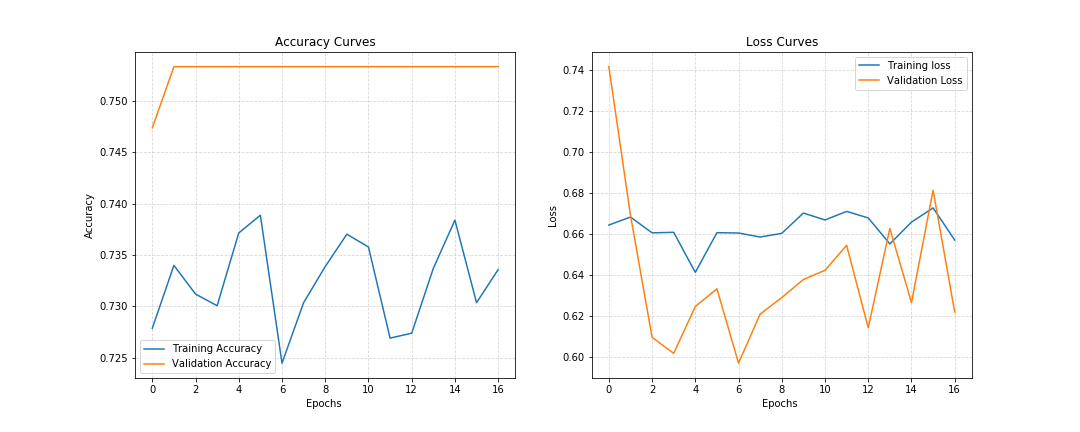 Accuracy Curves
0.750
0.745
0.740
0.735
0.730
0.725
Accuracy
Training Accuracy
Validation Accuracy
0 2 4 6 8 10 12 14 16
Epochs
Loss Curves
0.74
0.72
0.70
0.68
0.66
0.64
0.62
0.60
Loss
Training loss
Validation Loss
0 2 4 6 8 10 12 14 16
Epochs